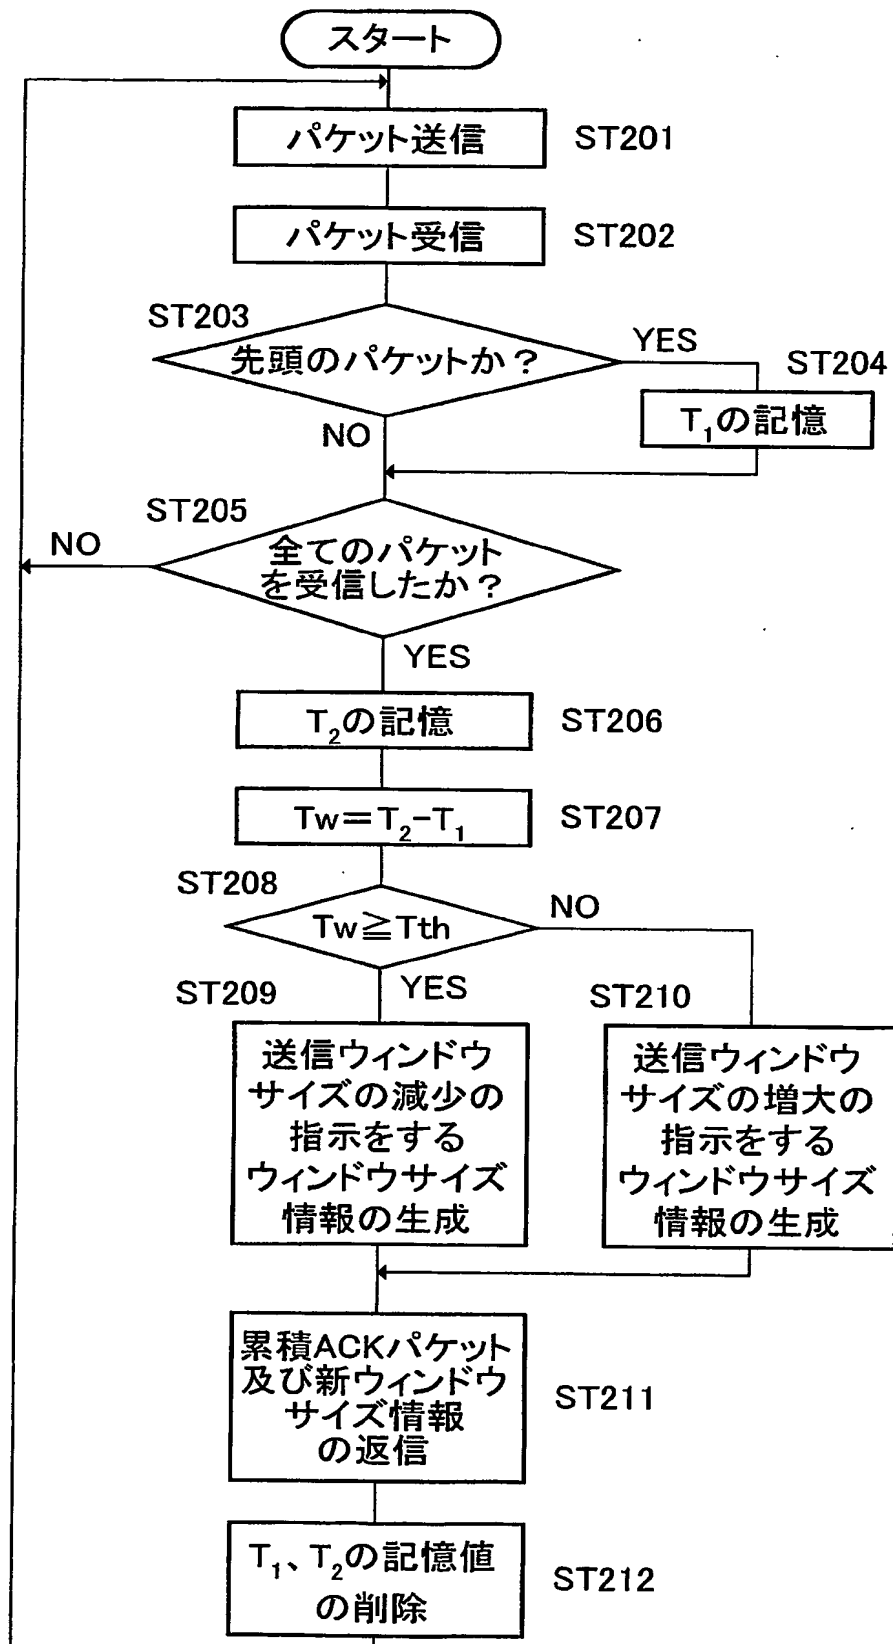 スタート
パケット送信
ST201
パケット受信
ST202
ST203
先頭のパケットか？
YES
ST204
T₁の記憶
NO
ST205
NO
全てのパケット
を受信したか？
YES
T₂の記憶
ST206
Tw＝T₂−T₁
ST207
ST208
Tw≧Tth
NO
YES
ST209
送信ウィンドウ
サイズの減少の
指示をする
ウィンドウサイズ
情報の生成
ST210
送信ウィンドウ
サイズの増大の
指示をする
ウィンドウサイズ
情報の生成
累積ACKパケット
及び新ウィンドウ
サイズ情報
の返信
ST211
T₁、T₂の記憶値
の削除
ST212